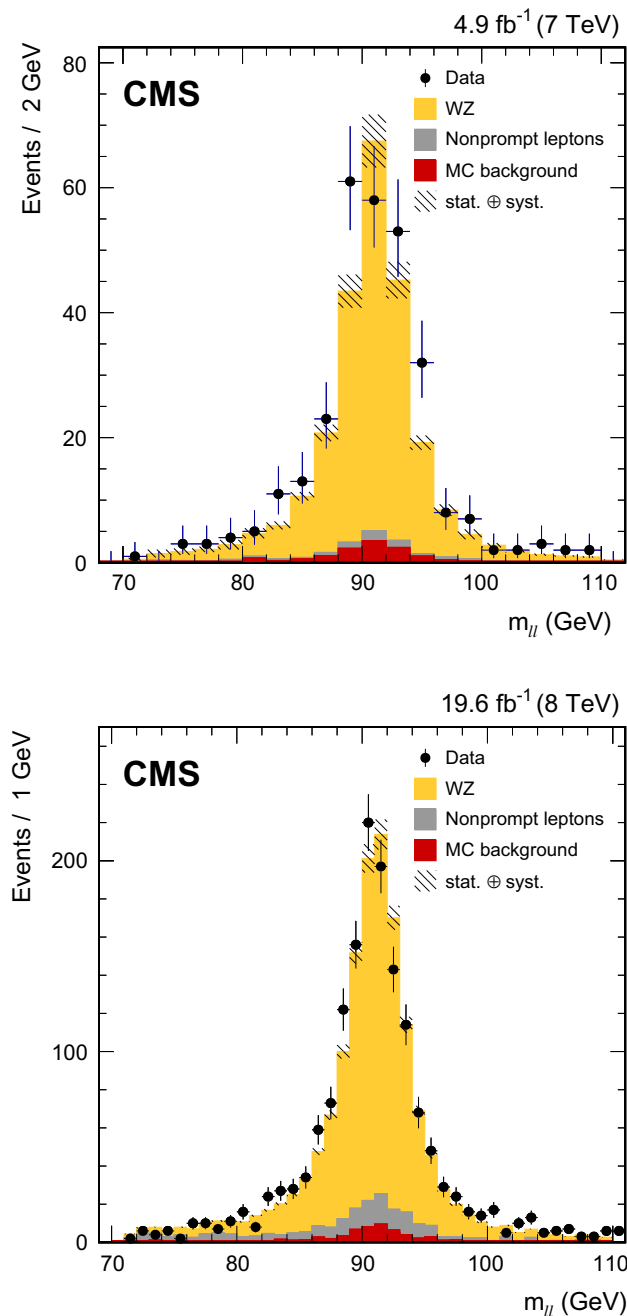 4.9 fb⁻¹ (7 TeV)
CMS
Data
WZ
Nonprompt leptons
MC background
stat. ⊕ syst.
Events / 2 GeV
80
60
40
20
0
70 80 90 100 110
m_ll (GeV)
19.6 fb⁻¹ (8 TeV)
CMS
Data
WZ
Nonprompt leptons
MC background
stat. ⊕ syst.
Events / 1 GeV
200
100
0
70 80 90 100 110
m_ll (GeV)